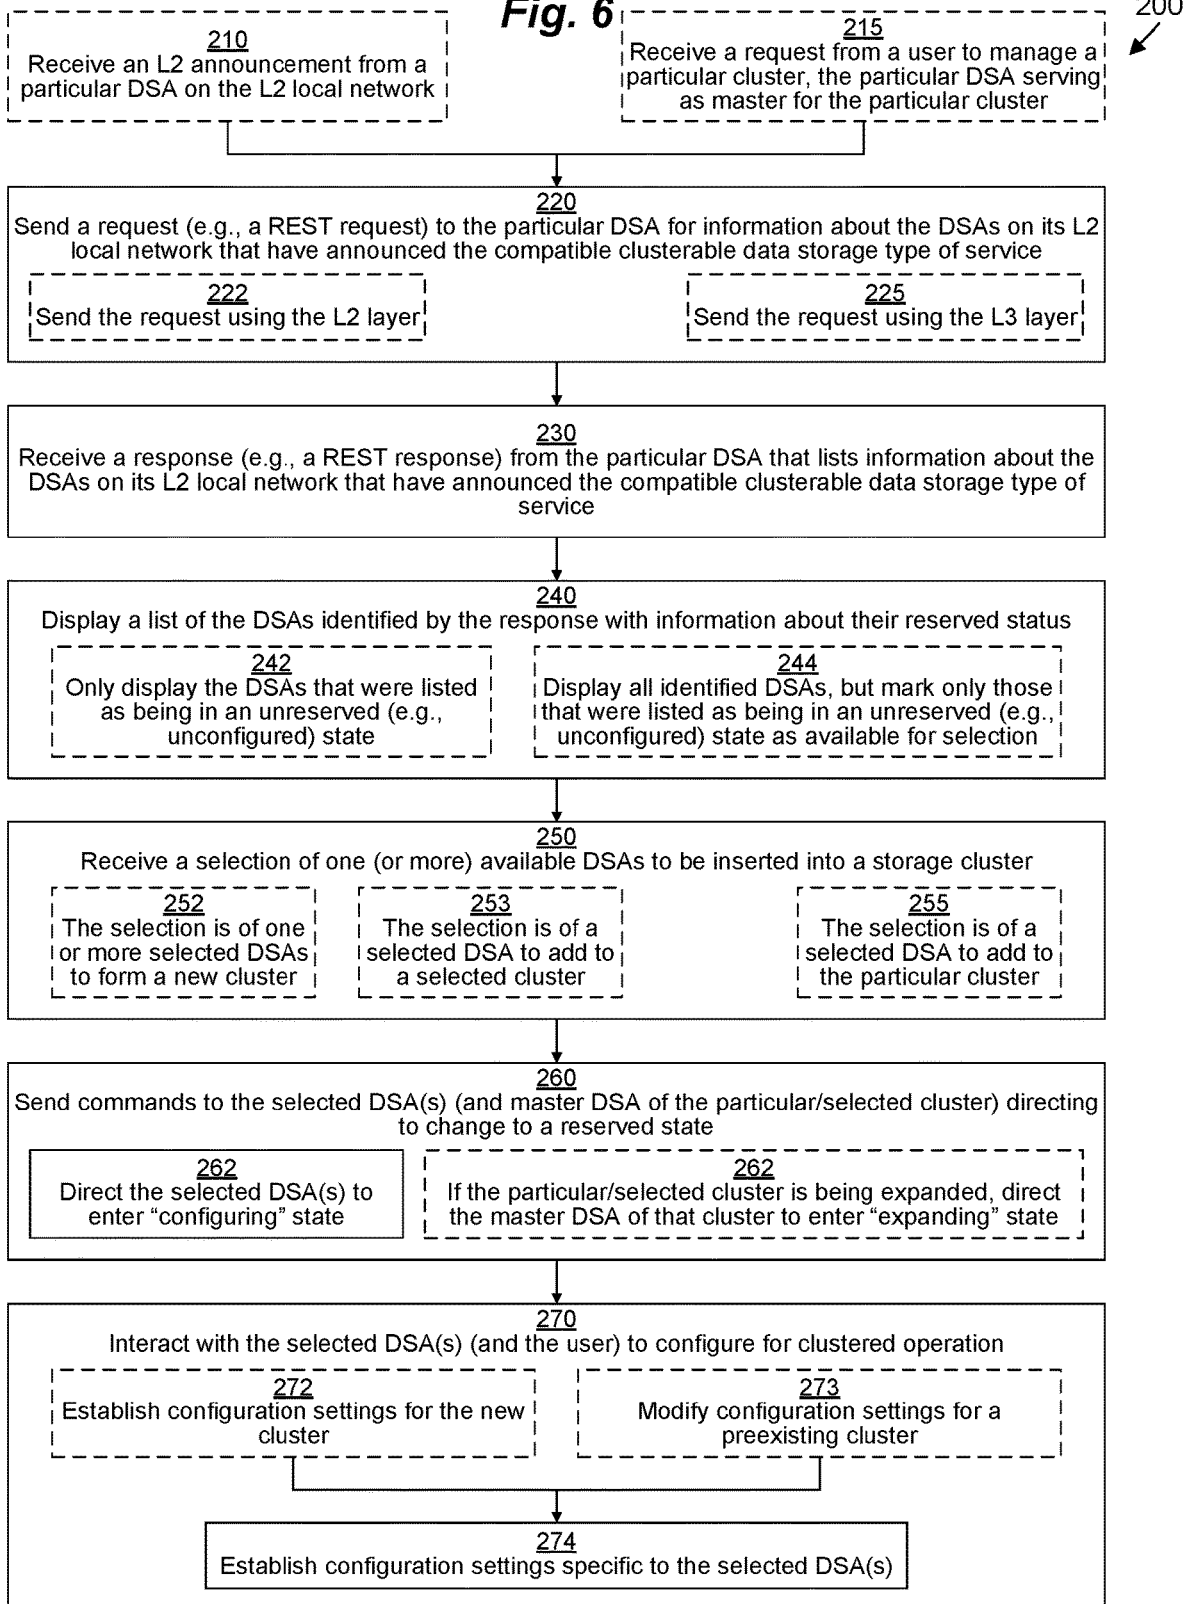 Fig. 6
200
210
Receive an L2 announcement from a
particular DSA on the L2 local network
215
Receive a request from a user to manage a
particular cluster, the particular DSA serving
as master for the particular cluster
220
Send a request (e.g., a REST request) to the particular DSA for information about the DSAs on its L2
local network that have announced the compatible clusterable data storage type of service
222
Send the request using the L2 layer
225
Send the request using the L3 layer
230
Receive a response (e.g., a REST response) from the particular DSA that lists information about the
DSAs on its L2 local network that have announced the compatible clusterable data storage type of
service
240
Display a list of the DSAs identified by the response with information about their reserved status
242
Only display the DSAs that were listed
as being in an unreserved (e.g.,
unconfigured) state
244
Display all identified DSAs, but mark only those
that were listed as being in an unreserved (e.g.,
unconfigured) state as available for selection
250
Receive a selection of one (or more) available DSAs to be inserted into a storage cluster
252
The selection is of one
or more selected DSAs
to form a new cluster
253
The selection is of a
selected DSA to add to
a selected cluster
255
The selection is of a
selected DSA to add to
the particular cluster
260
Send commands to the selected DSA(s) (and master DSA of the particular/selected cluster) directing
to change to a reserved state
262
Direct the selected DSA(s) to
enter “configuring” state
262
If the particular/selected cluster is being expanded, direct
the master DSA of that cluster to enter “expanding” state
270
Interact with the selected DSA(s) (and the user) to configure for clustered operation
272
Establish configuration settings for the new
cluster
273
Modify configuration settings for a
preexisting cluster
274
Establish configuration settings specific to the selected DSA(s)